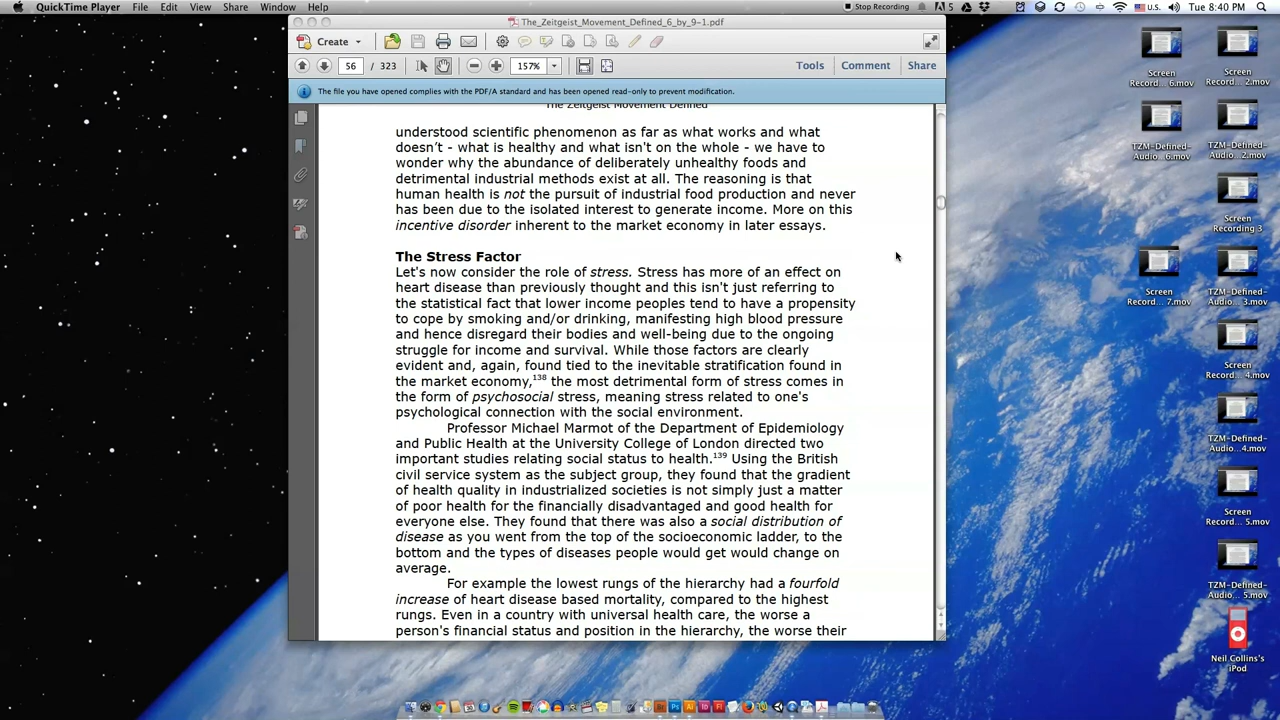 QuickTime Player File Edit View Share Window Help
Stop Recording
5
U.S.
Tue 8:40 PM
The_Zeitgeist_Movement_Defined_6_by_9-1.pdf
Create
56 / 323
157%
Tools Comment Share
The file you have opened complies with the PDF/A standard and has been opened read-only to prevent modification.
The Zeitgeist Movement Defined
understood scientific phenomenon as far as what works and what
doesn't - what is healthy and what isn't on the whole - we have to
wonder why the abundance of deliberately unhealthy foods and
detrimental industrial methods exist at all. The reasoning is that
human health is not the pursuit of industrial food production and never
has been due to the isolated interest to generate income. More on this
incentive disorder inherent to the market economy in later essays.
The Stress Factor
Let's now consider the role of stress. Stress has more of an effect on
heart disease than previously thought and this isn't just referring to
the statistical fact that lower income peoples tend to have a propensity
to cope by smoking and/or drinking, manifesting high blood pressure
and hence disregard their bodies and well-being due to the ongoing
struggle for income and survival. While those factors are clearly
evident and, again, found tied to the inevitable stratification found in
the market economy,138 the most detrimental form of stress comes in
the form of psychosocial stress, meaning stress related to one's
psychological connection with the social environment.
Professor Michael Marmot of the Department of Epidemiology
and Public Health at the University College of London directed two
important studies relating social status to health.139 Using the British
civil service system as the subject group, they found that the gradient
of health quality in industrialized societies is not simply just a matter
of poor health for the financially disadvantaged and good health for
everyone else. They found that there was also a social distribution of
disease as you went from the top of the socioeconomic ladder, to the
bottom and the types of diseases people would get would change on
average.
For example the lowest rungs of the hierarchy had a fourfold
increase of heart disease based mortality, compared to the highest
rungs. Even in a country with universal health care, the worse a
person's financial status and position in the hierarchy, the worse their
Screen
Record... 6.mov
Screen
Record... 2.mov
TZM-Defined-
Audio... 6.mov
TZM-Defined-
Audio... 2.mov
Screen
Recording 3
Screen
Record... 7.mov
TZM-Defined-
Audio... 3.mov
Screen
Record... 4.mov
TZM-Defined-
Audio... 4.mov
Screen
Record... 5.mov
TZM-Defined-
Audio... 5.mov
Neil Collins's
iPod